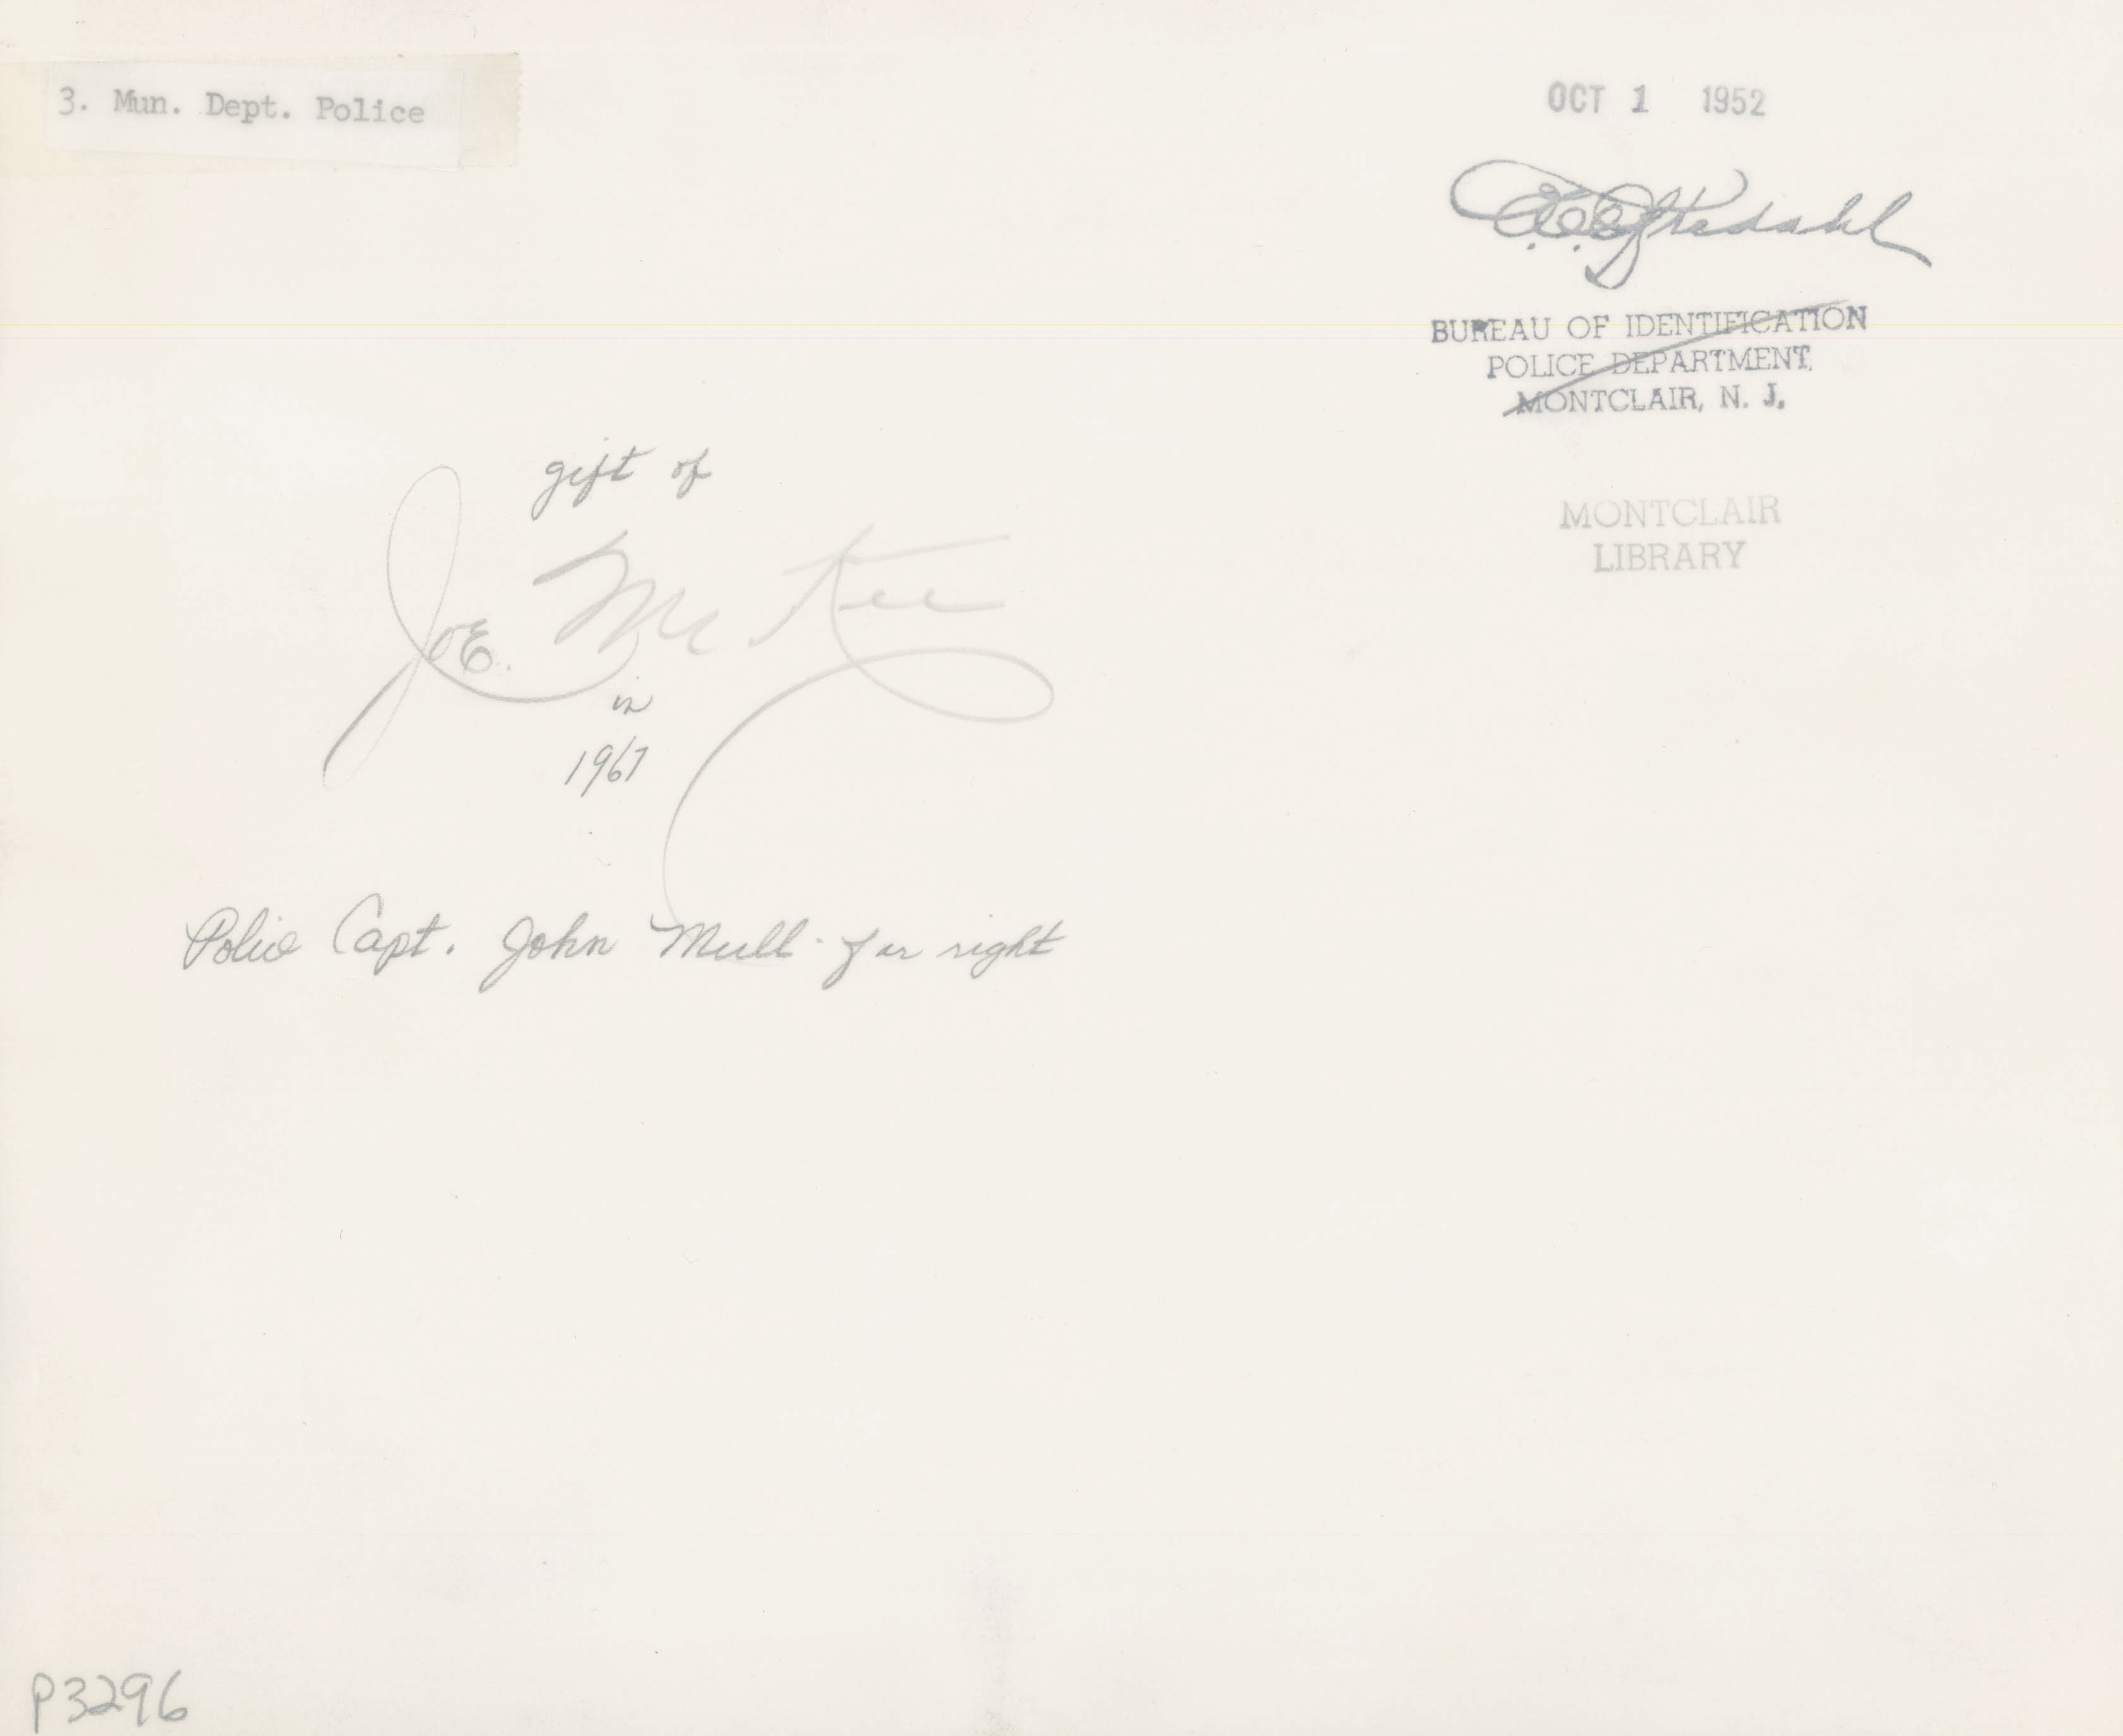 3. Mun. Dept. Police
OCT 1 1952
BUREAU OF IDENTIFICATION
POLICE DEPARTMENT,
MONTCLAIR, N. J.
MONTCLAIR
LIBRARY
gift of
Joe. McKee
in
1967
Police Capt. John Mull - far right
P3296